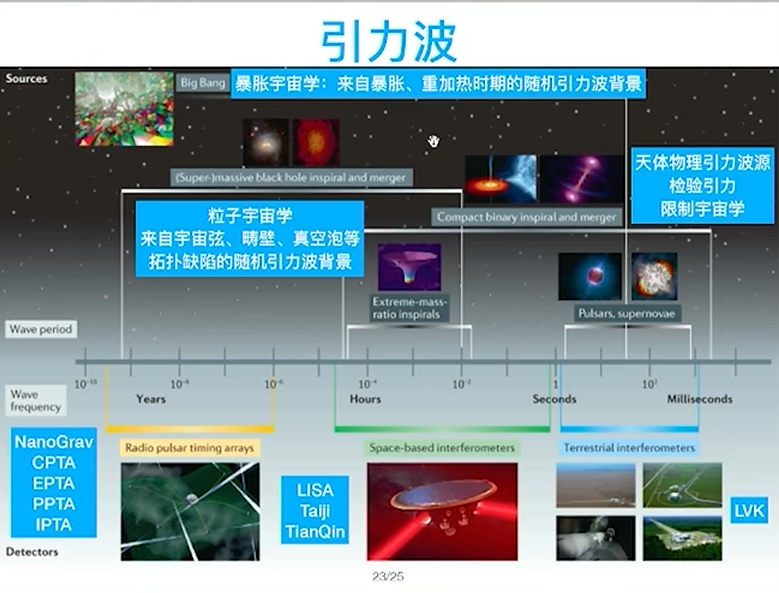 引力波
Sources
Big Bang
暴胀宇宙学：来自暴胀、重加热时期的随机引力波背景
(Super-)massive black hole inspiral and merger
天体物理引力波源
检验引力
限制宇宙学
粒子宇宙学
来自宇宙弦、畴壁、真空泡等
拓扑缺陷的随机引力波背景
Compact binary inspiral and merger
Extreme-mass-
ratio inspirals
Pulsars, supernovae
Wave period
10⁻⁸
10⁻⁶
10⁻⁴
10⁻²
1
10²
Wave
frequency
Years
Hours
Seconds
Milliseconds
NanoGrav
CPTA
EPTA
PPTA
IPTA
Radio pulsar timing arrays
Space-based interferometers
Terrestrial interferometers
LISA
Taiji
TianQin
LVK
Detectors
23/25